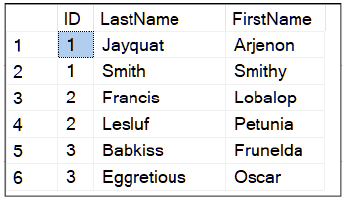 ID LastName FirstName
1 1 Jayquat Arjenon
2 1 Smith Smithy
3 2 Francis Lobalop
4 2 Lesluf Petunia
5 3 Babkiss Frunelda
6 3 Eggretious Oscar